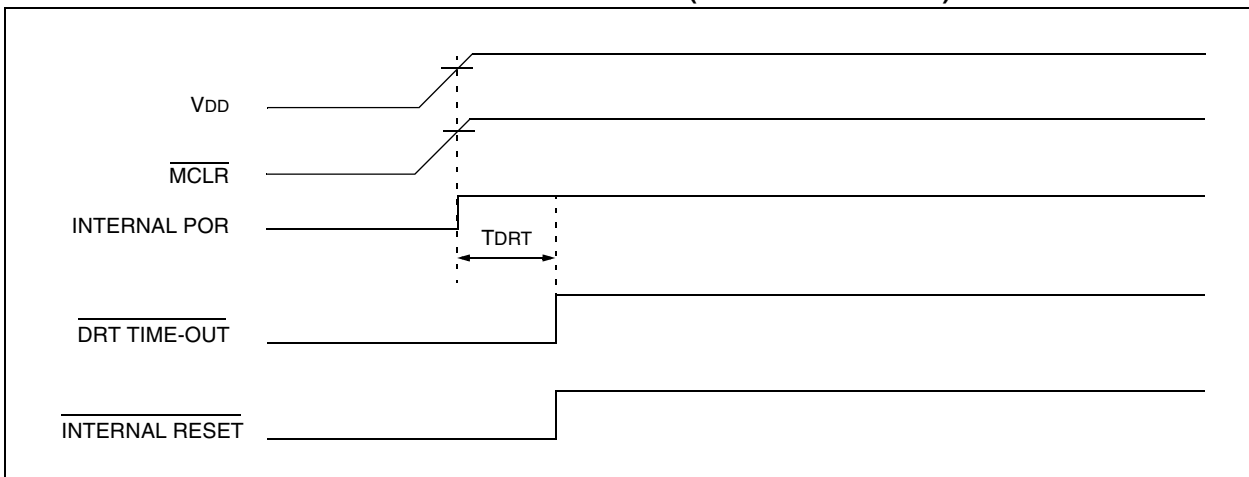 VDD
MCLR
INTERNAL POR
TDRT
DRT TIME-OUT
INTERNAL RESET